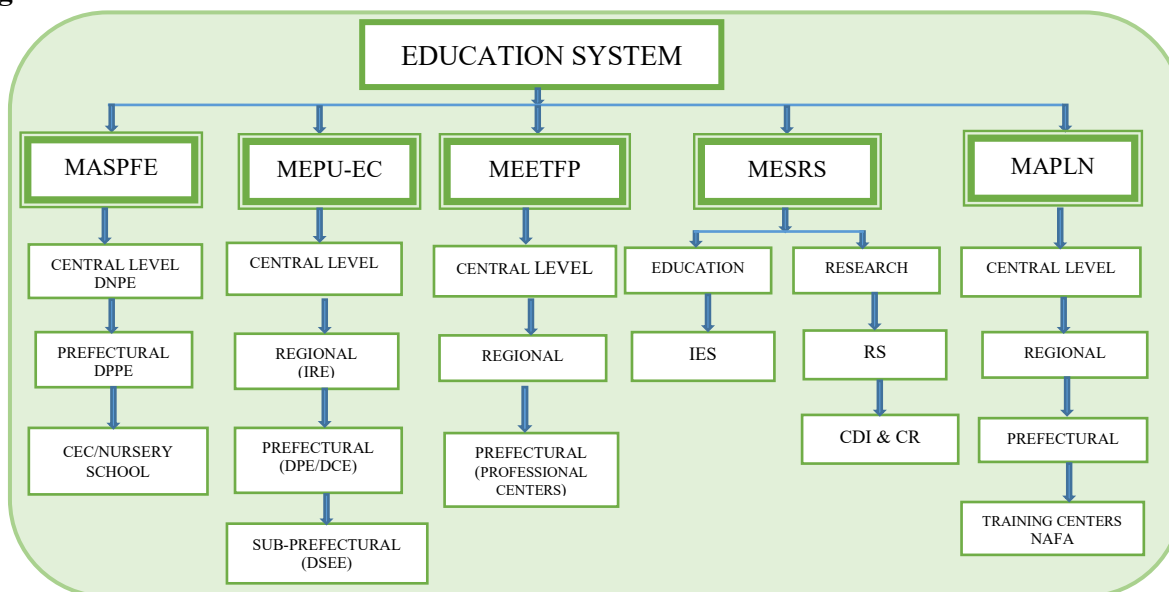 EDUCATION SYSTEM
MASPFE
MEPU-EC
MEETFP
MESRS
MAPLN
CENTRAL LEVEL
DNPE
PREFECTURAL
DPPE
CEC/NURSERY
SCHOOL
CENTRAL LEVEL
REGIONAL
(IRE)
PREFECTURAL
(DPE/DCE)
SUB-PREFECTURAL
(DSEE)
CENTRAL LEVEL
REGIONAL
PREFECTURAL
(PROFESSIONAL
CENTERS)
EDUCATION
IES
RESEARCH
RS
CDI & CR
CENTRAL LEVEL
REGIONAL
PREFECTURAL
TRAINING CENTERS
NAFA